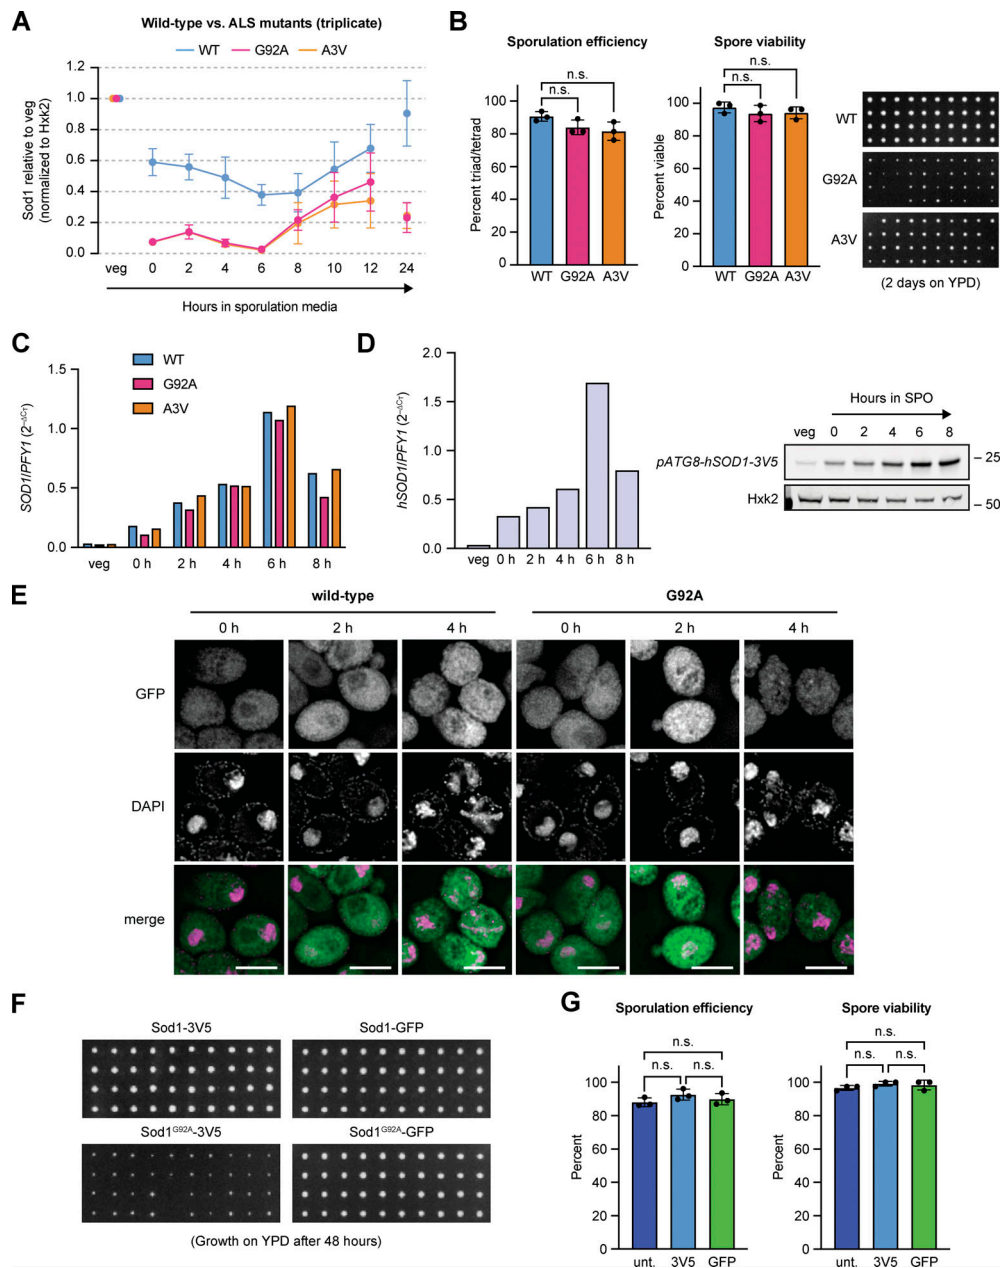 A
Wild-type vs. ALS mutants (triplicate)
WT G92A A3V
Sod1 relative to veg
(normalized to Hkk2)
1.2
1.0
0.8
0.6
0.4
0.2
0.0
veg 0 2 4 6 8 10 12 24
Hours in sporulation media
B
Sporulation efficiency
n.s.
n.s.
Percent triad/tetrad
100
80
60
40
20
0
WT G92A A3V
Spore viability
n.s.
n.s.
Percent viable
100
80
60
40
20
0
WT G92A A3V
WT
G92A
A3V
(2 days on YPD)
C
WT
G92A
A3V
SOD1/PFY1 (2^-ΔCT)
1.5
1.0
0.5
0.0
veg 0 h 2 h 4 h 6 h 8 h
D
hSOD1/PFY1 (2^-ΔCT)
2.0
1.5
1.0
0.5
0.0
veg 0 h 2 h 4 h 6 h 8 h
Hours in SPO
veg 0 2 4 6 8
pATG8-hSOD1-3V5
25
Hxk2
50
E
wild-type G92A
0 h 2 h 4 h 0 h 2 h 4 h
GFP
DAPI
merge
F
Sod1-3V5 Sod1-GFP
Sod1^G92A-3V5 Sod1^G92A-GFP
(Growth on YPD after 48 hours)
G
Sporulation efficiency
n.s.
n.s. n.s.
Percent
100
80
60
40
20
0
unt. 3V5 GFP
Spore viability
n.s.
n.s. n.s.
Percent
100
80
60
40
20
0
unt. 3V5 GFP